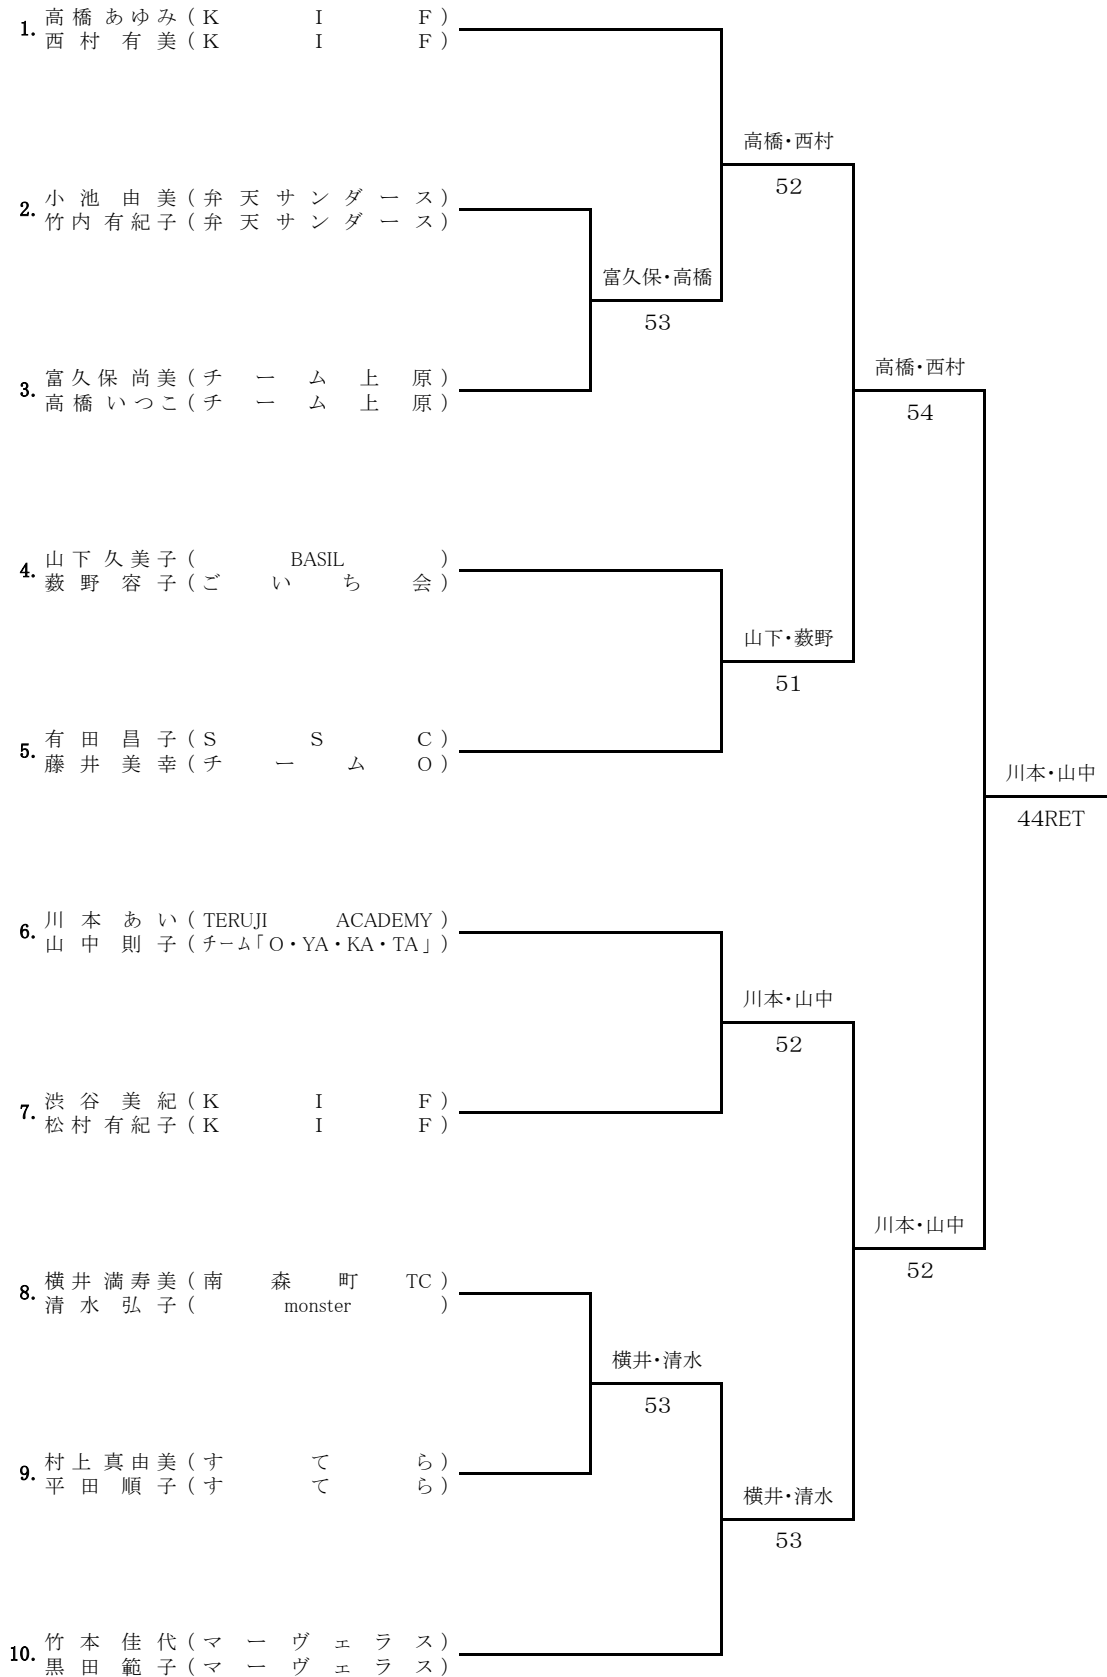 1. 高橋あゆみ(KIF)
西村有美(KIF)
高橋・西村
52
2. 小池由美(弁天サンダース)
竹内有紀子(弁天サンダース)
富久保・高橋
53
3. 富久保尚美(チーム上原)
高橋いつこ(チーム上原)
高橋・西村
54
4. 山下久美子(BASIL)
薮野容子(ごいち会)
山下・薮野
51
5. 有田昌子(SSC)
藤井美幸(チームO)
川本・山中
44RET
6. 川本あい(TERUJI ACADEMY)
山中則子(チーム「O・YA・KA・TA」)
川本・山中
52
7. 渋谷美紀(KIF)
松村有紀子(KIF)
川本・山中
52
8. 横井満寿美(南森町TC)
清水弘子(monster)
横井・清水
53
9. 村上真由美(すてら)
平田順子(すてら)
横井・清水
53
10. 竹本佳代(マーヴェラス)
黒田範子(マーヴェラス)